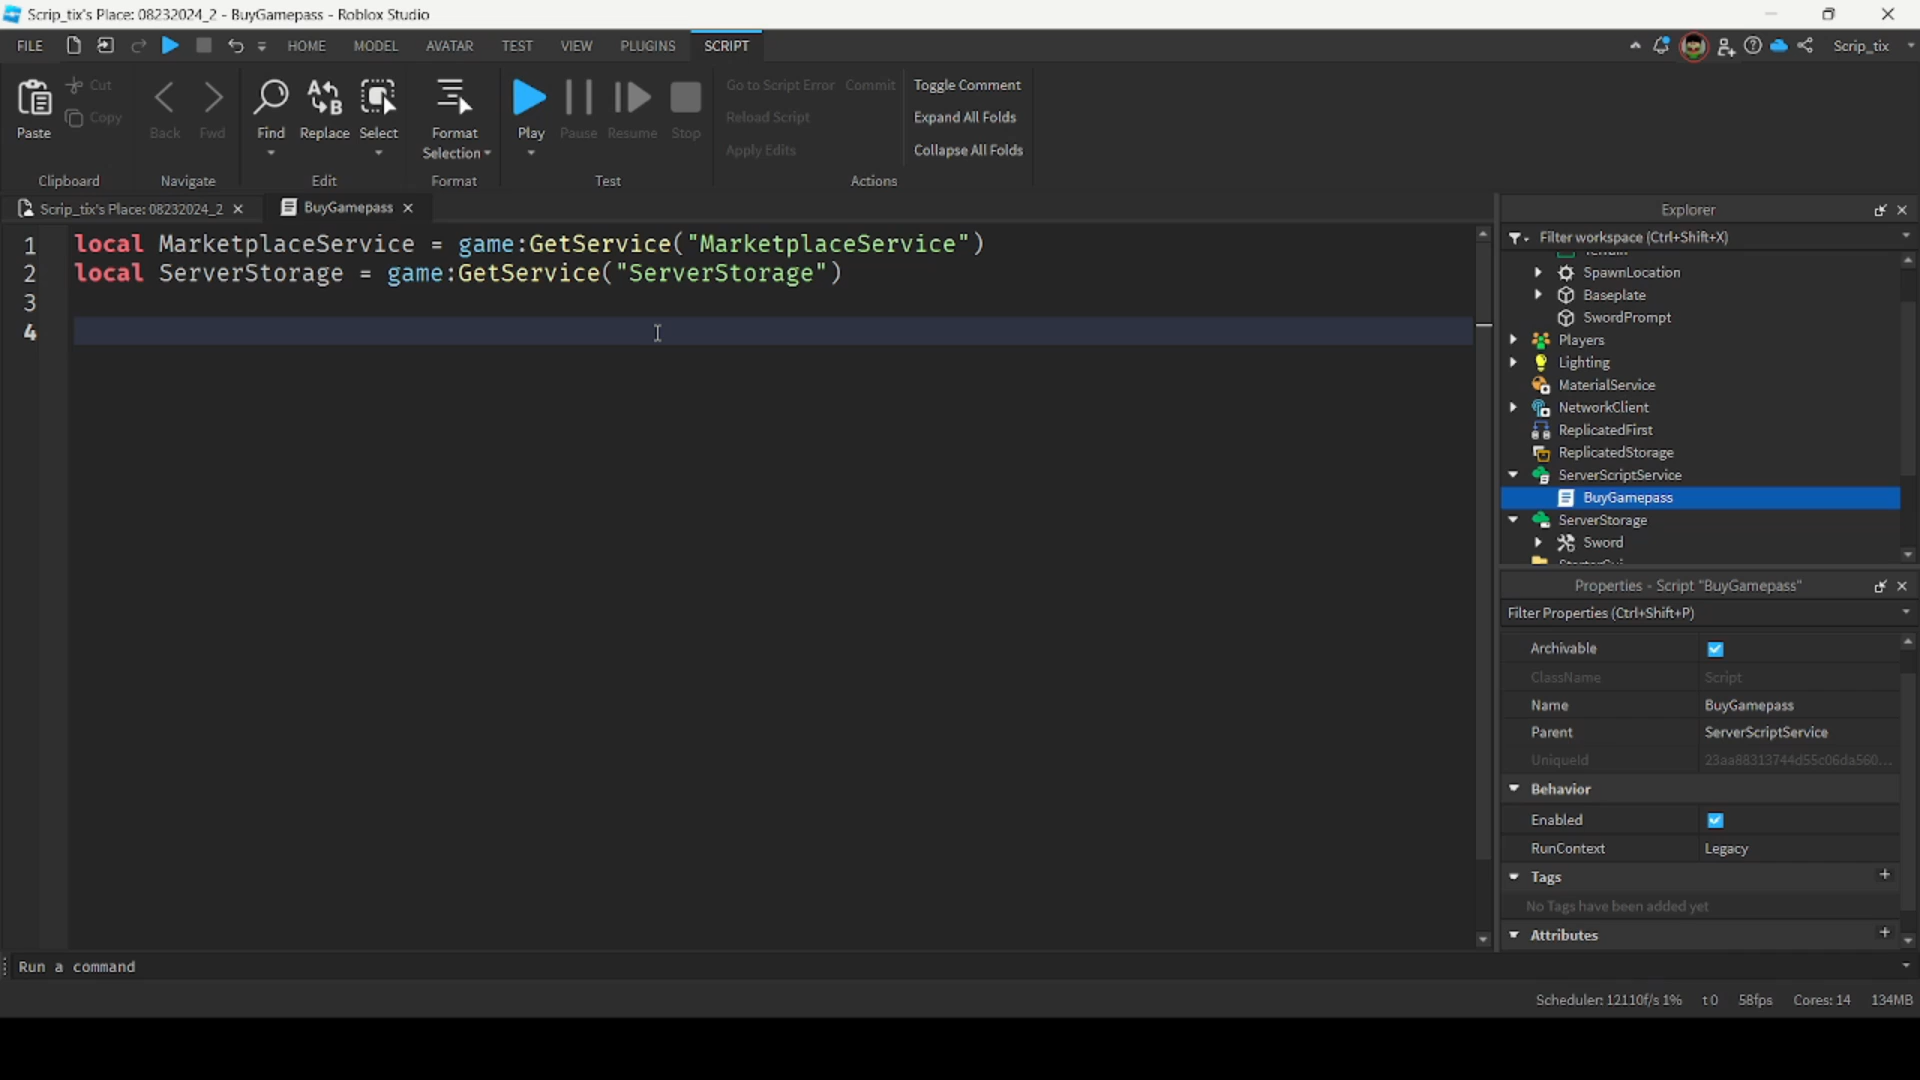 Scrip_tix's Place: 08232024_2 - BuyGamepass - Roblox Studio
FILE HOME MODEL AVATAR TEST VIEW PLUGINS SCRIPT Scrip_tix
Paste Cut Copy
Clipboard
Back Fwd
Navigate
Find Replace Select
Edit
Format Selection
Format
Play Pause Resume Stop
Test
Go to Script Error Commit Toggle Comment
Reload Script Expand All Folds
Apply Edits Collapse All Folds
Actions
Scrip_tix's Place: 08232024_2 BuyGamepass
1 local MarketplaceService = game:GetService("MarketplaceService")
2 local ServerStorage = game:GetService("ServerStorage")
3
4
Explorer
Filter workspace (Ctrl+Shift+X)
SpawnLocation
Baseplate
SwordPrompt
Players
Lighting
MaterialService
NetworkClient
ReplicatedFirst
ReplicatedStorage
ServerScriptService
BuyGamepass
ServerStorage
Sword
Properties - Script "BuyGamepass"
Filter Properties (Ctrl+Shift+P)
Archivable
ClassName Script
Name BuyGamepass
Parent ServerScriptService
UniqueId 23aa88313744d55c06da560...
Behavior
Enabled
RunContext Legacy
Tags
No Tags have been added yet
Attributes
Run a command
Scheduler: 12110f/s 1% t0 58fps Cores: 14 134MB